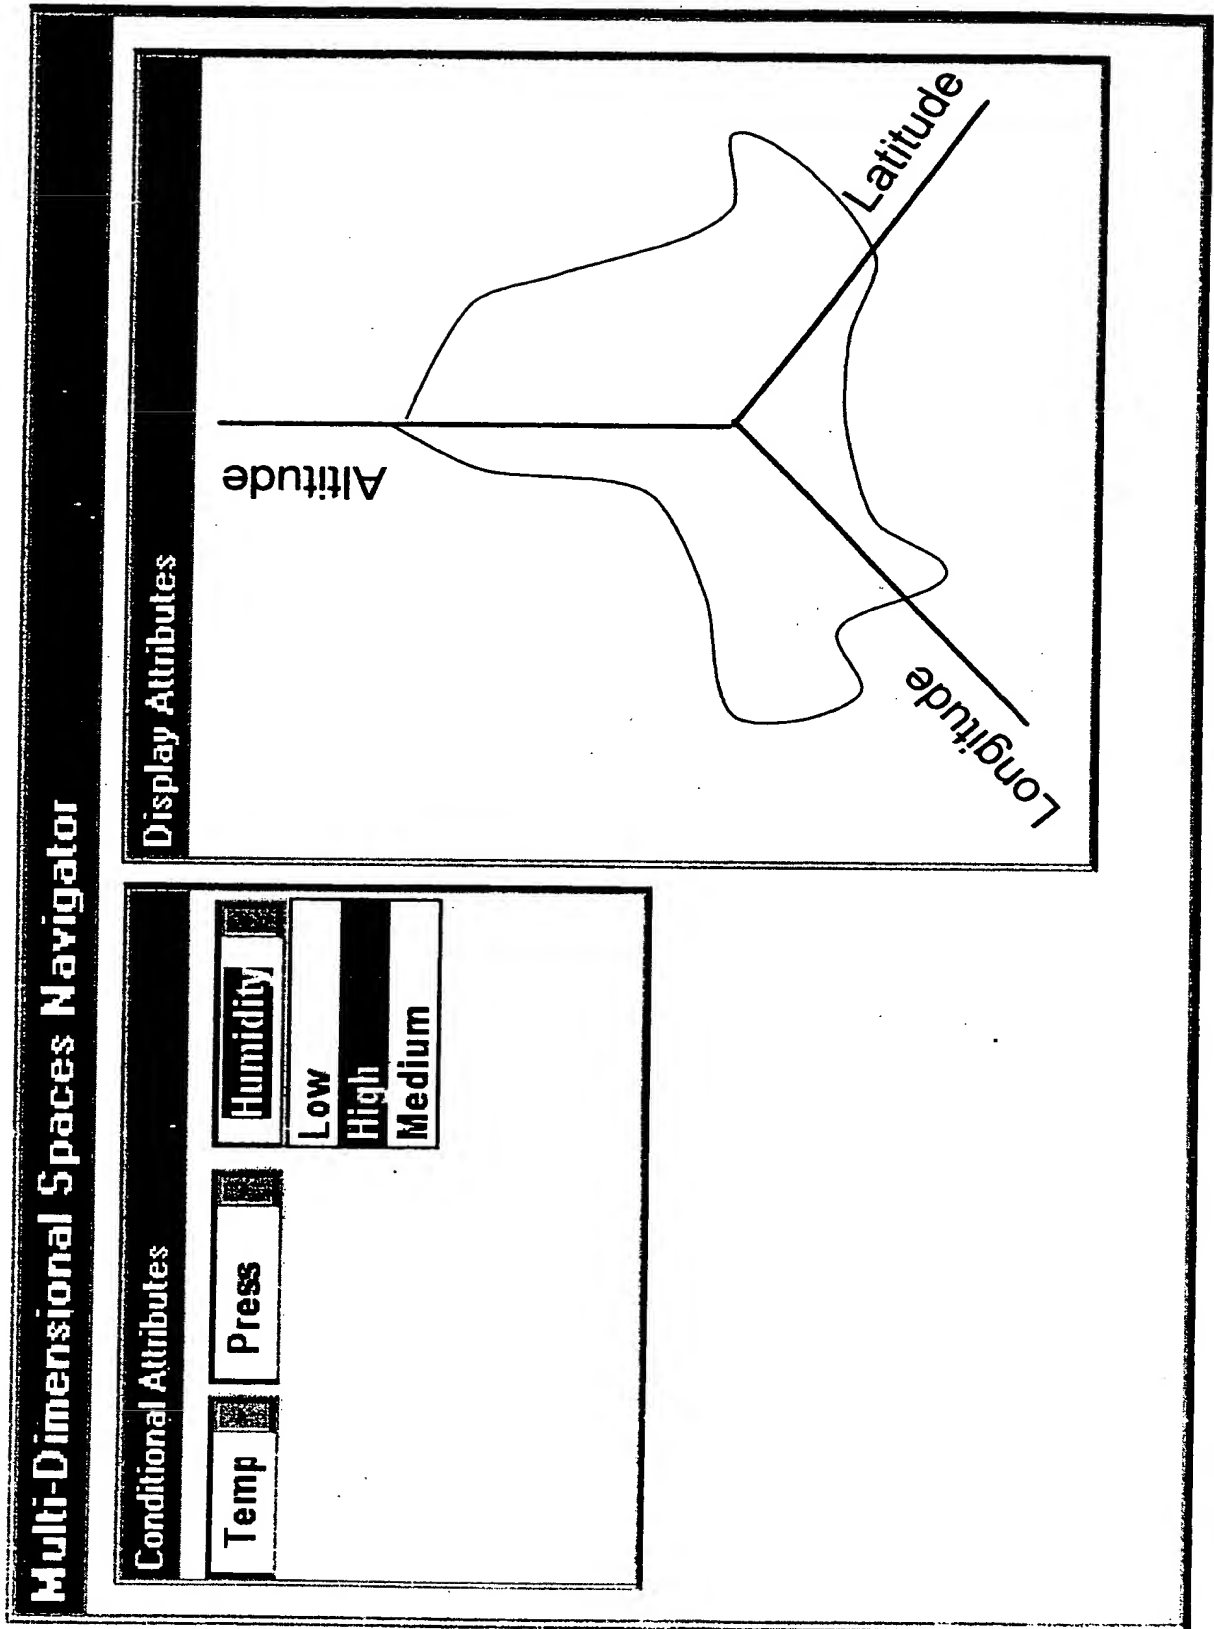 Multi-Dimensional Spaces Navigator
Conditional Attributes
Temp
Press
Humidity
Low
High
Medium
Display Attributes
Altitude
Latitude
Longitude